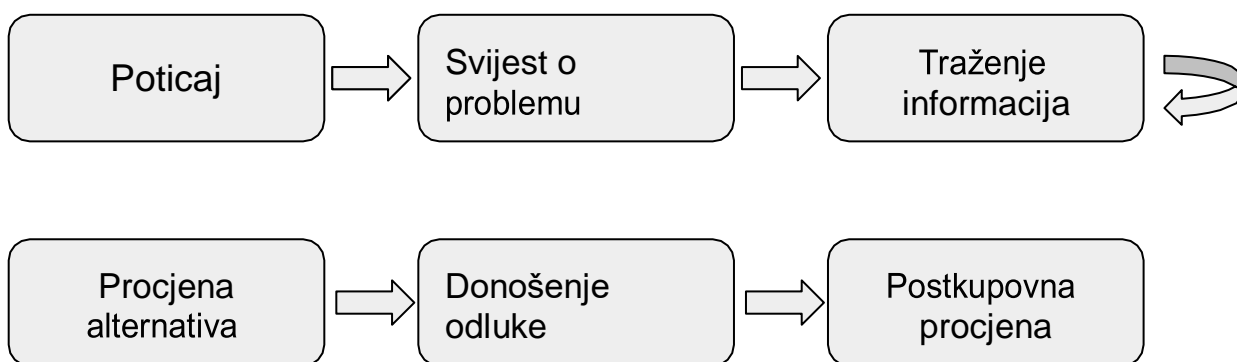 Poticaj
Svijest o
problemu
Traženje
informacija
Procjena
alternativa
Donošenje
odluke
Postkupovna
procjena